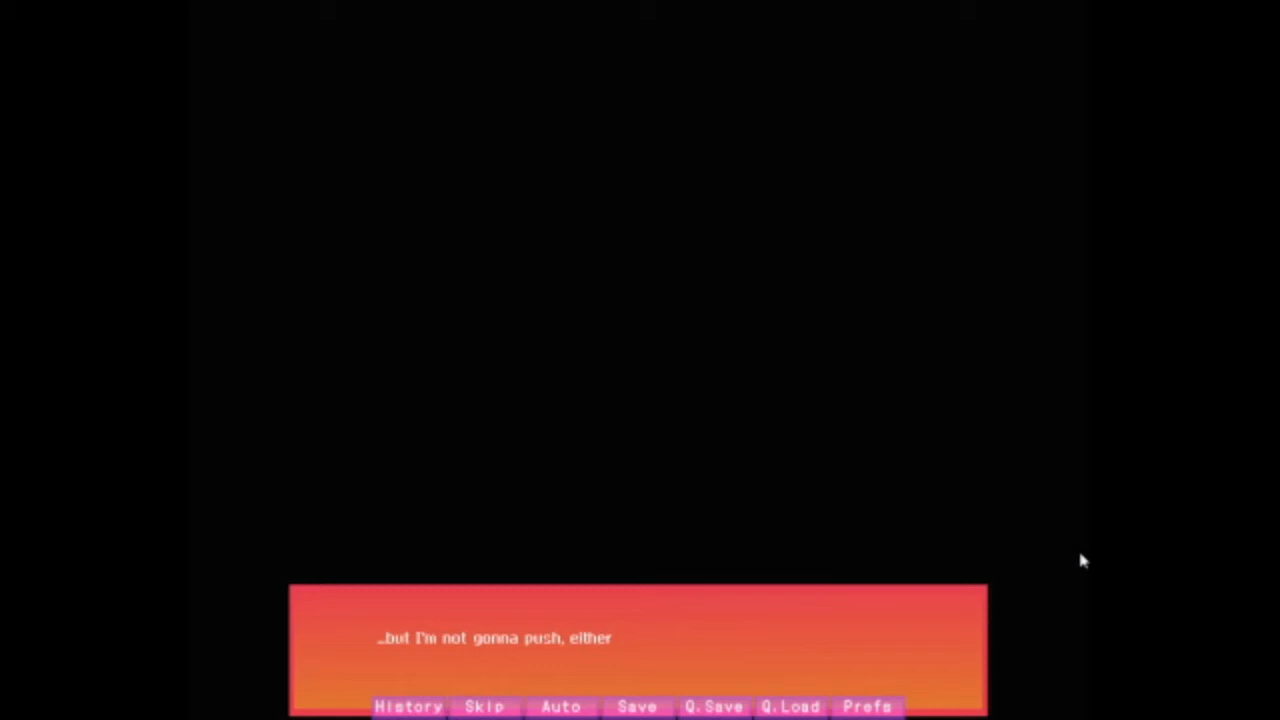 ...but I'm not gonna push, either
History Skip Auto Save Q.Save Q.Load Prefs